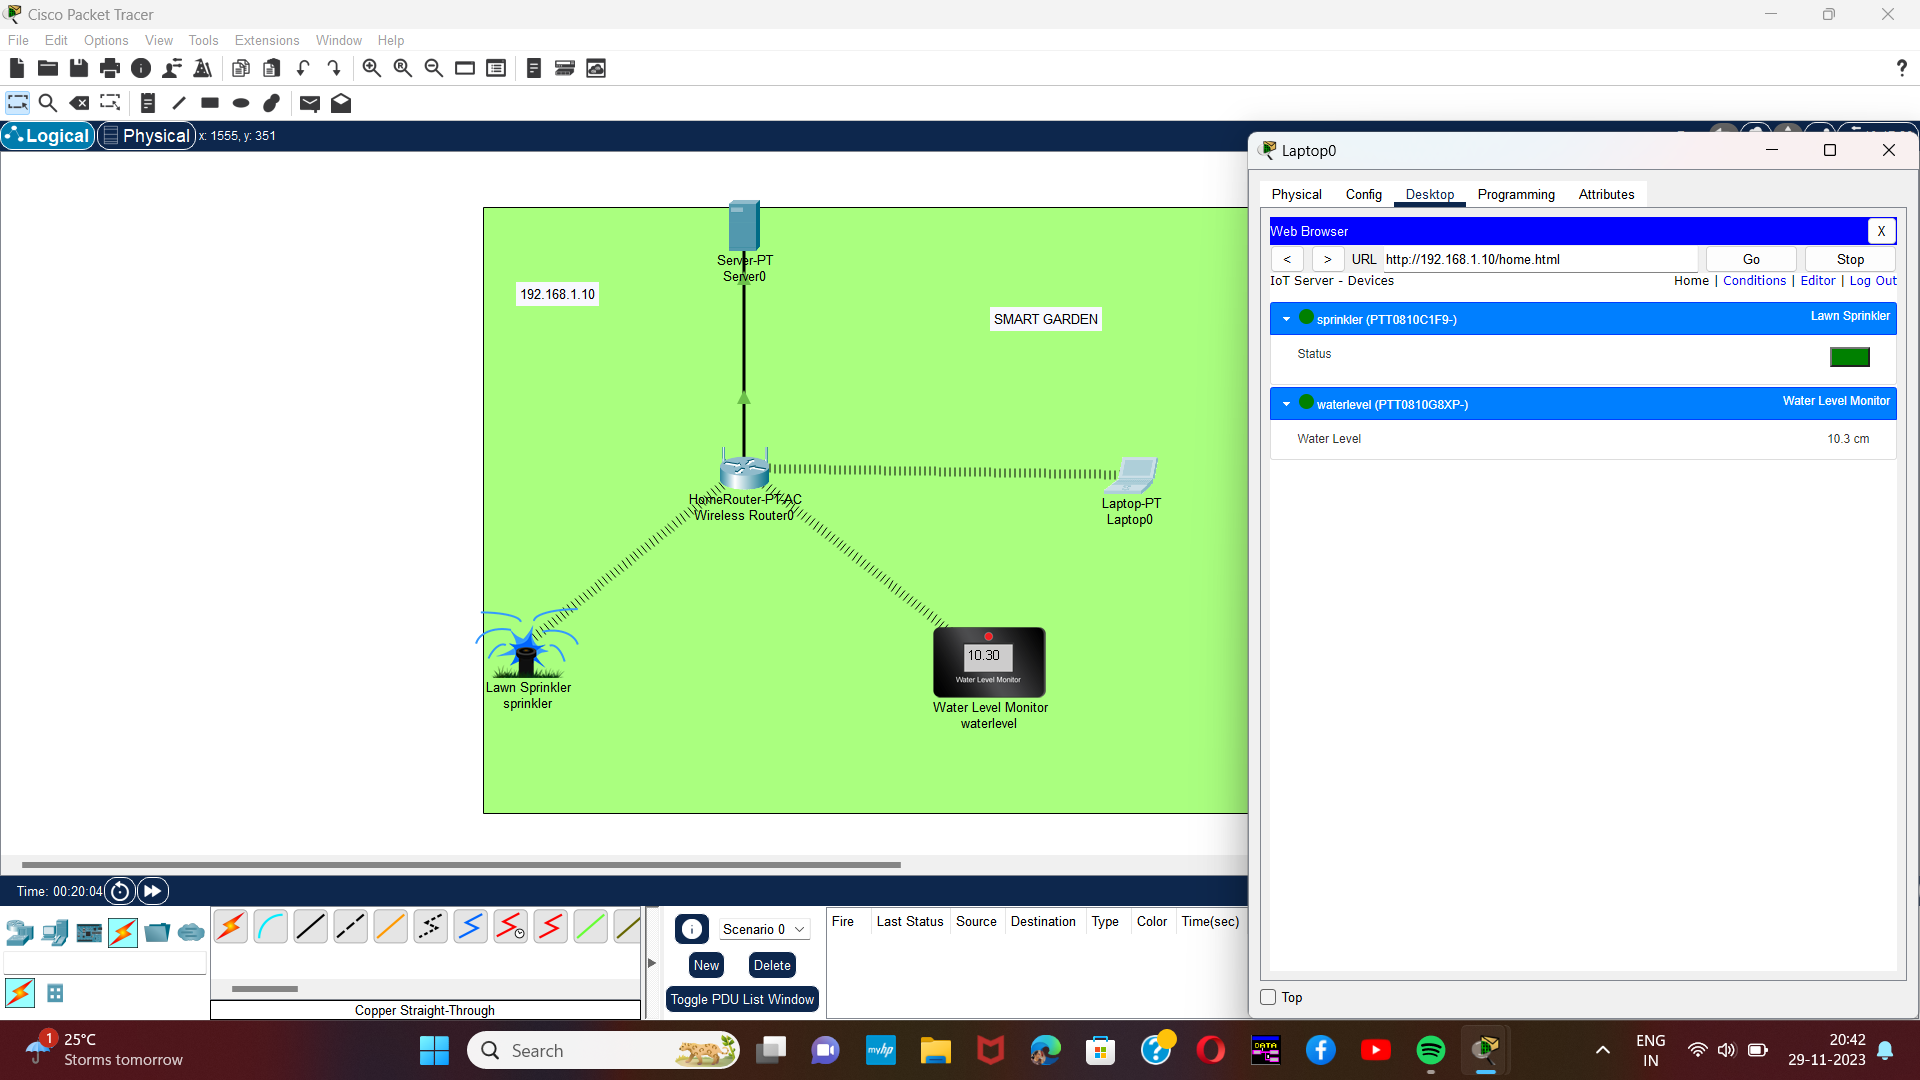 Cisco Packet Tracer
File Edit Options View Tools Extensions Window Help
?
Logical Physical x: 1555, y: 351
Laptop0
Physical Config Desktop Programming Attributes
Web Browser X
< > URL http://192.168.1.10/home.html Go Stop
IoT Server - Devices Home | Conditions | Editor | Log Out
sprinkler (PTT0810C1F9-) Lawn Sprinkler
Status
waterlevel (PTT0810G8XP-) Water Level Monitor
Water Level 10.3 cm
Top
Server-PT
Server0
192.168.1.10
SMART GARDEN
HomeRouter-PT-AC
Wireless Router0
Laptop-PT
Laptop0
Lawn Sprinkler
sprinkler
10.30
Water Level Monitor
Water Level Monitor
waterlevel
Time: 00:20:04
Scenario 0
New Delete
Toggle PDU List Window
Fire Last Status Source Destination Type Color Time(sec)
Copper Straight-Through
1
25°C
Storms tomorrow
Search
myhp
DATA
ENG
IN
20:42
29-11-2023